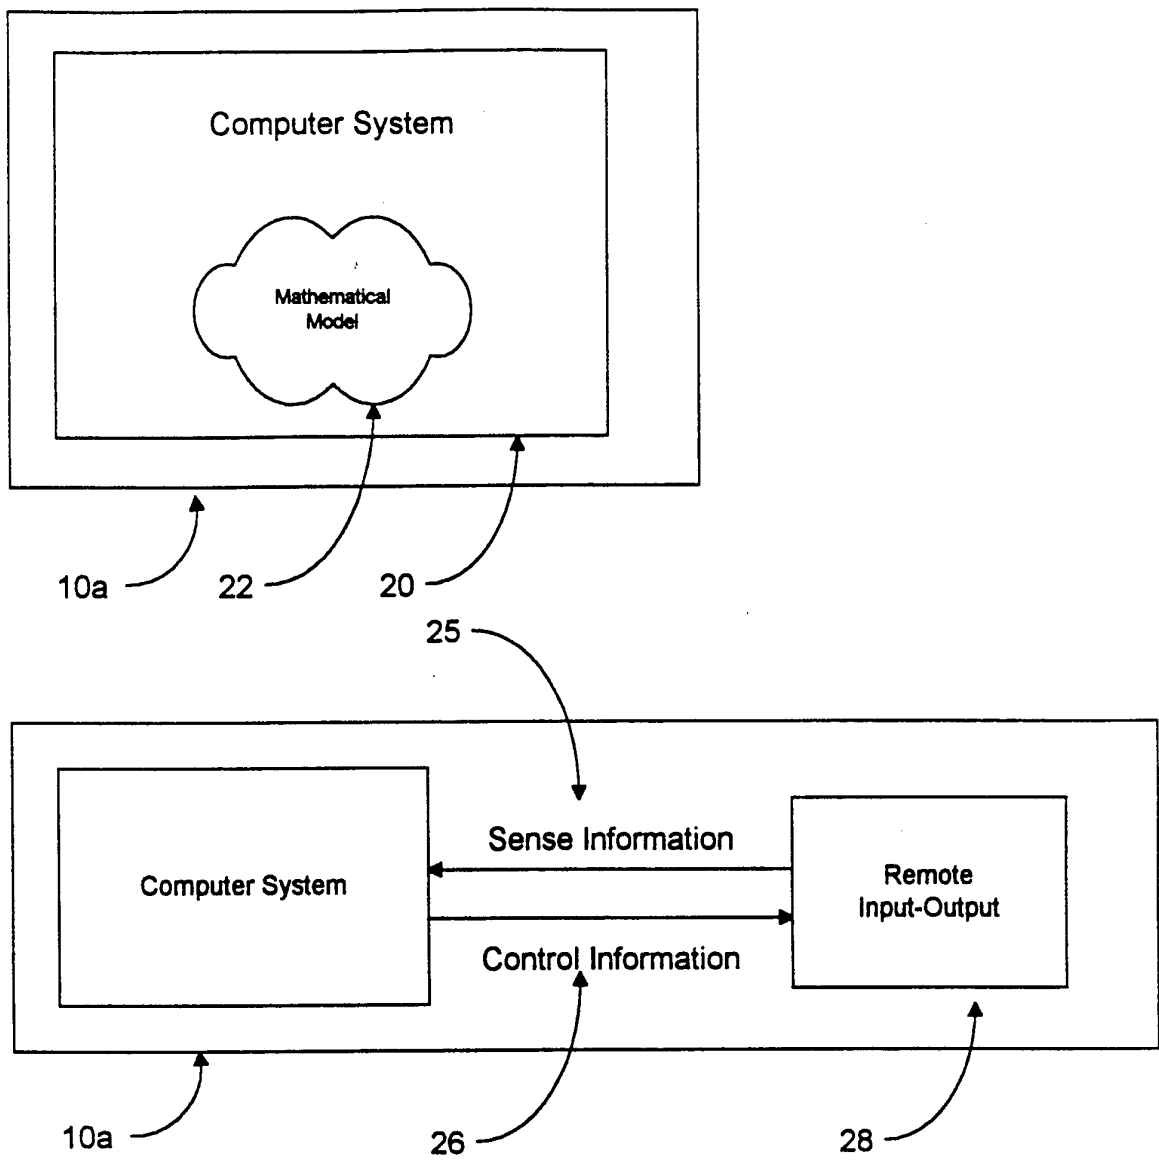 Computer System
Mathematical
Model
10a
22
20
25
Sense Information
Computer System
Remote
Input-Output
Control Information
10a
26
28